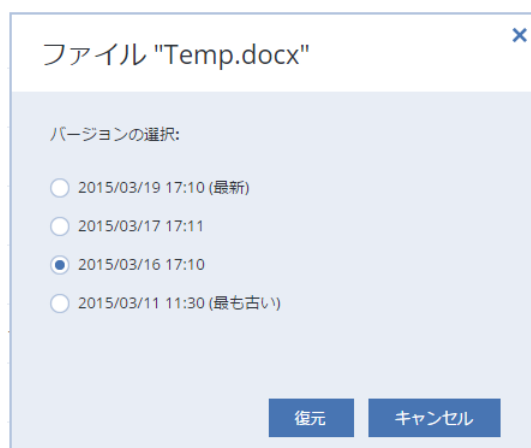 ファイル "Temp.docx"
バージョンの選択:
2015/03/19 17:10 (最新)
2015/03/17 17:11
2015/03/16 17:10
2015/03/11 11:30 (最も古い)
復元 キャンセル